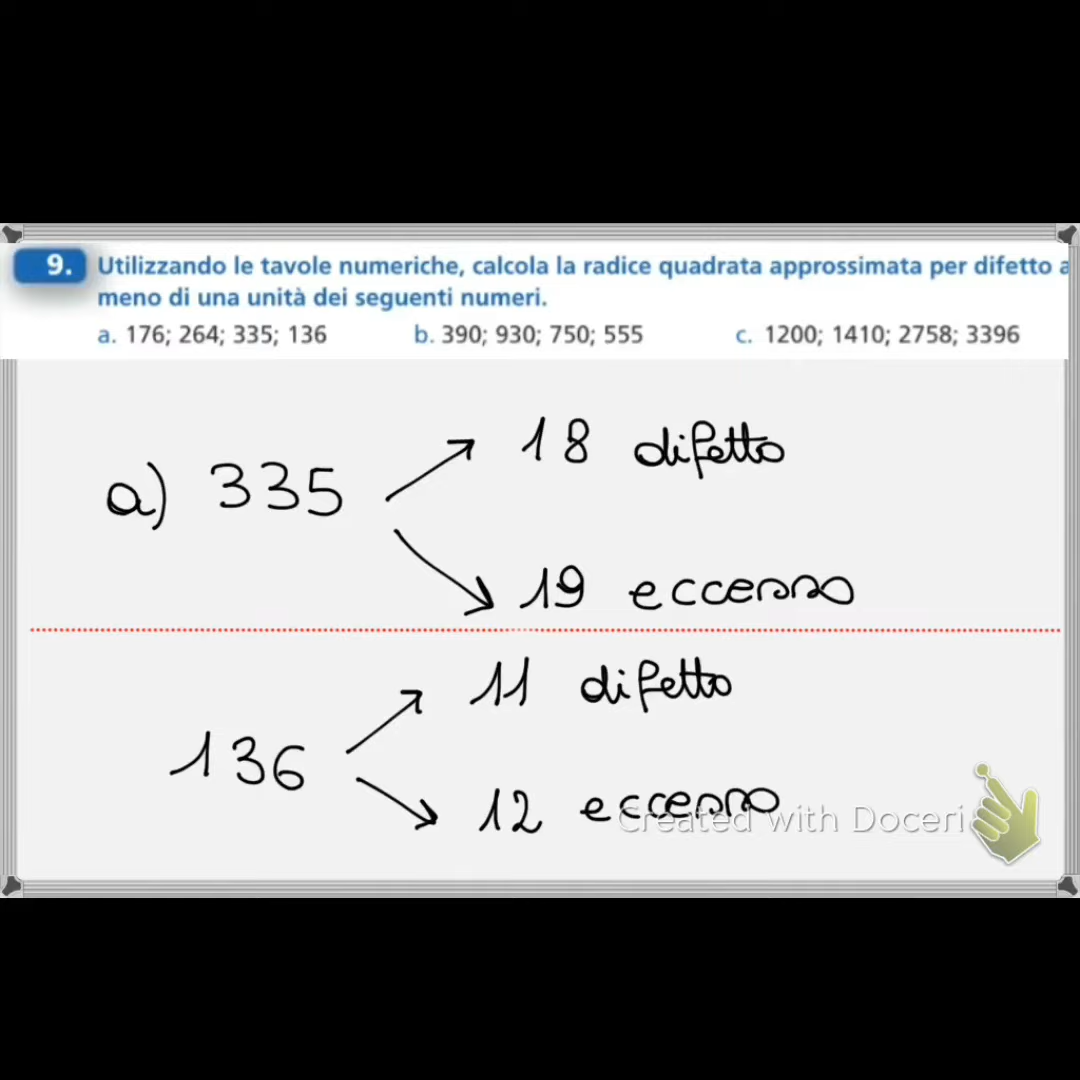 9. Utilizzando le tavole numeriche, calcola la radice quadrata approssimata per difetto a
meno di una unità dei seguenti numeri.
a. 176; 264; 335; 136 b. 390; 930; 750; 555 c. 1200; 1410; 2758; 3396
18 difetto
a) 335
19 eccesso
11 difetto
136
12 eccesso
Created with Doceri